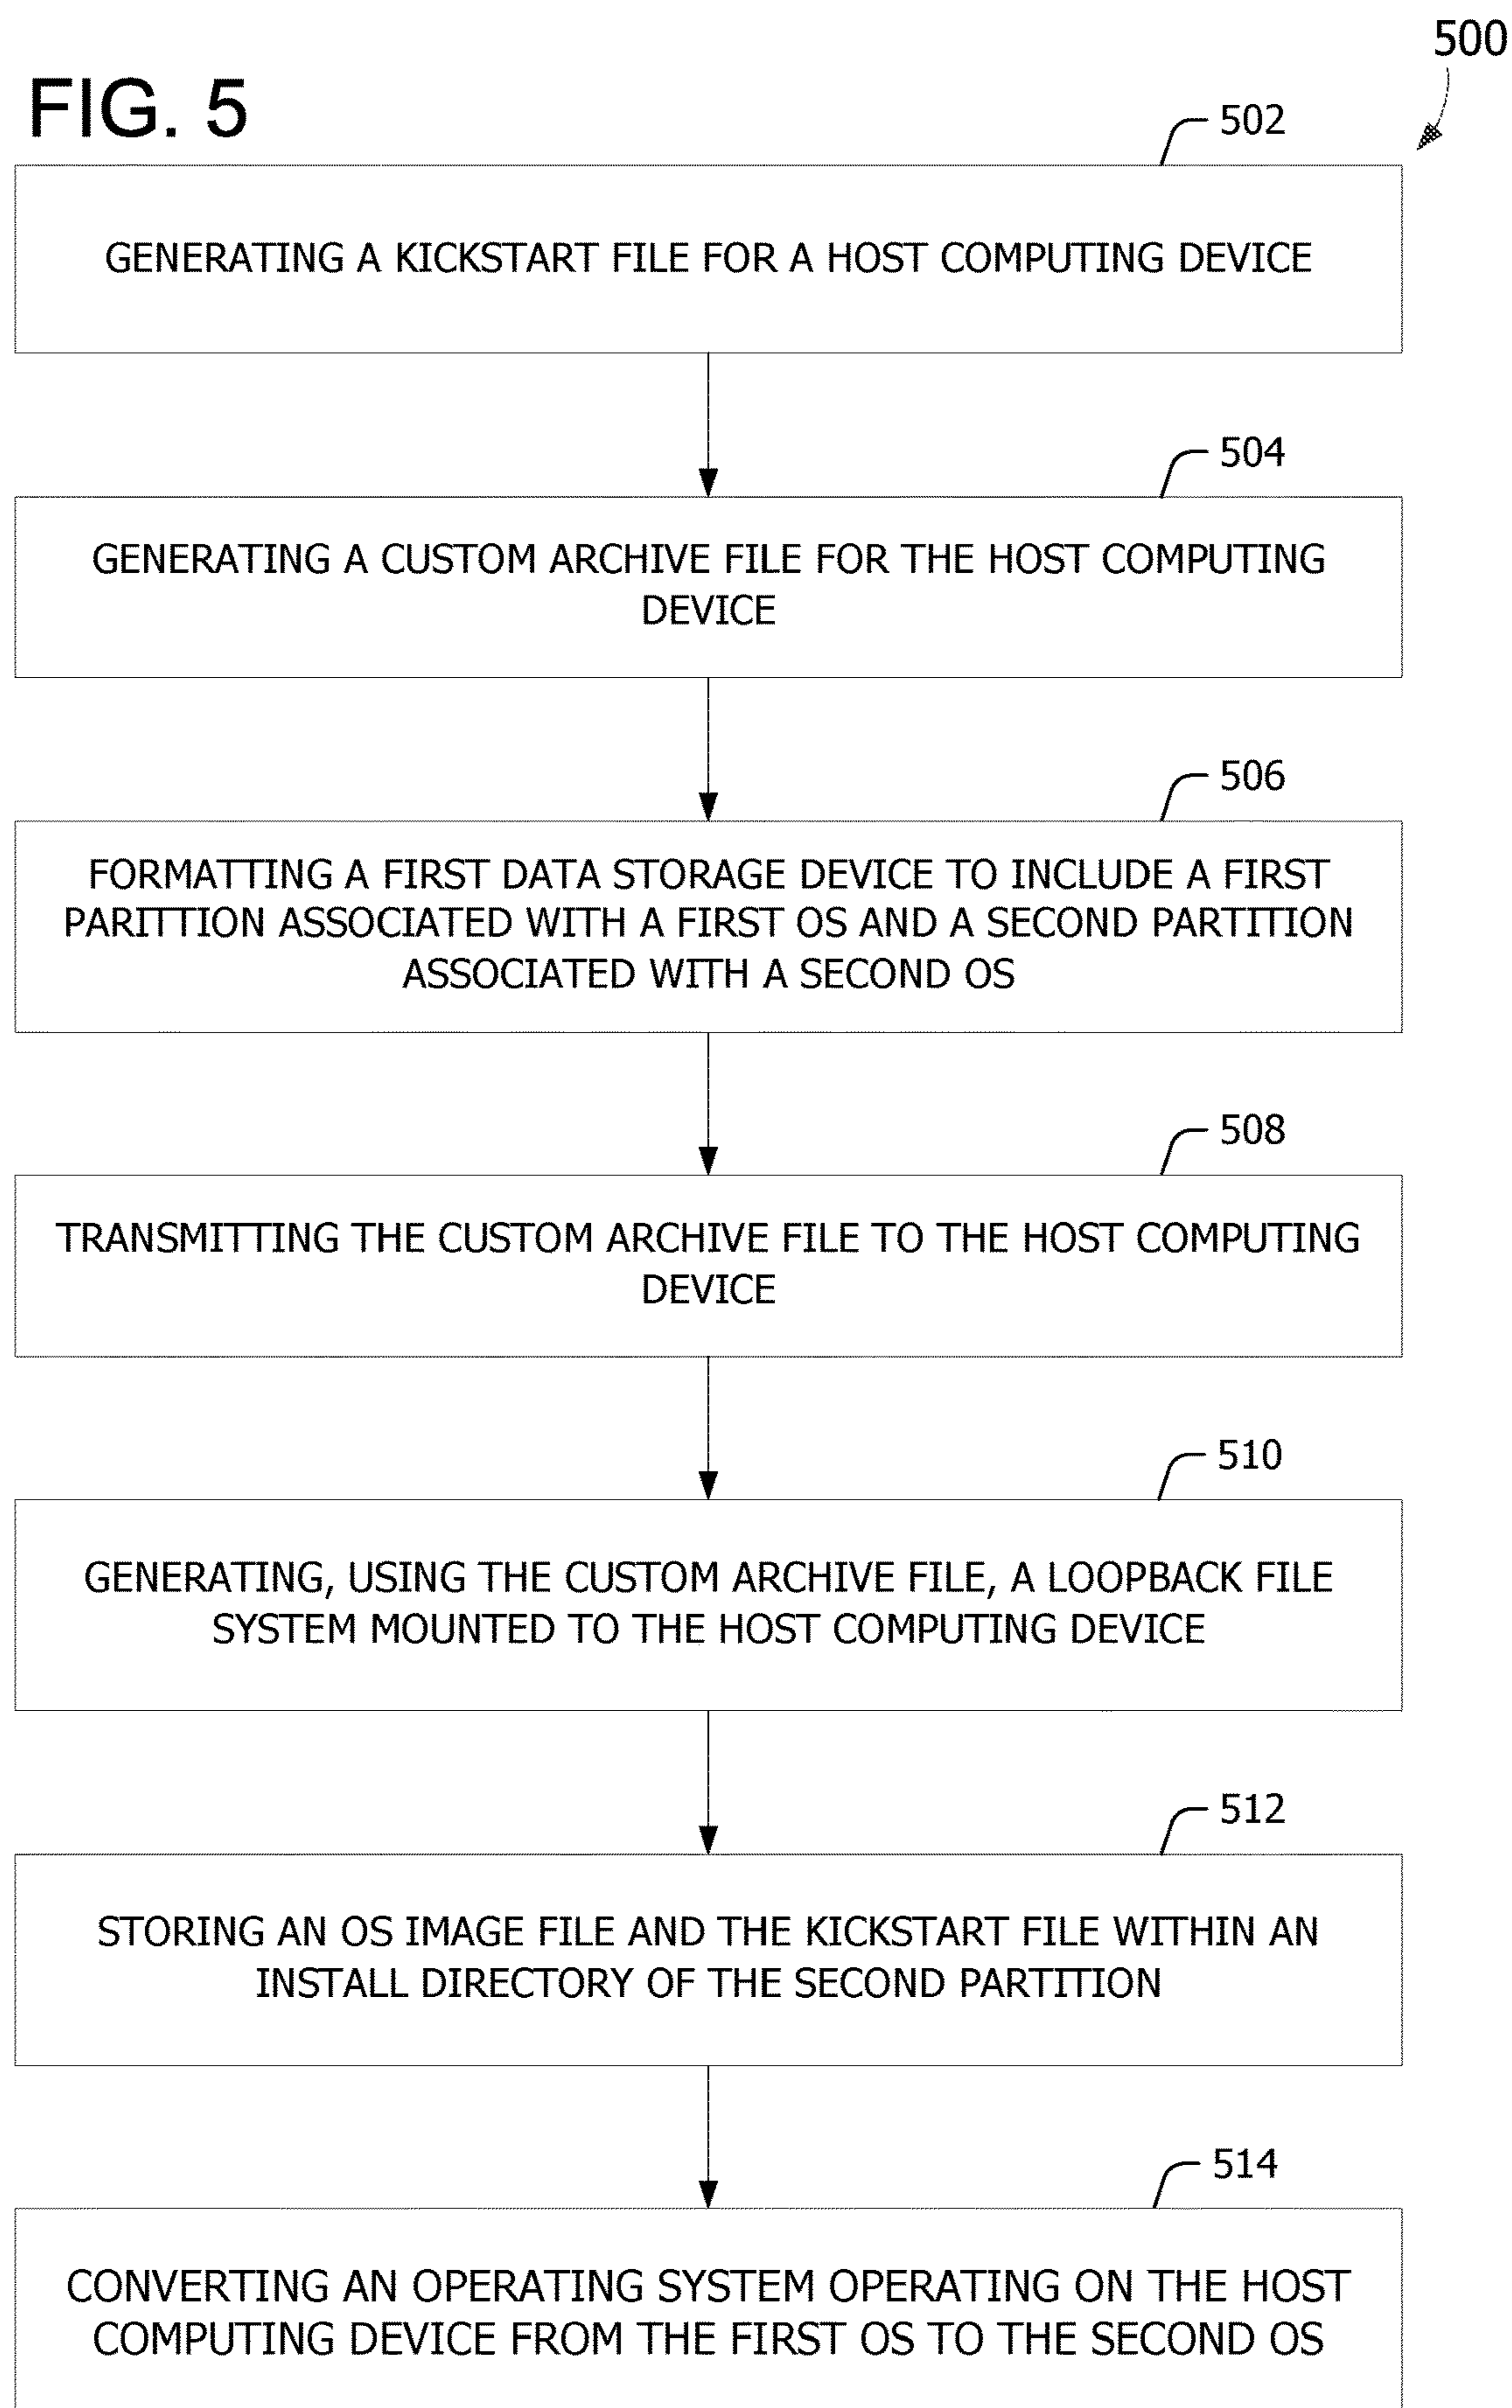 500
FIG. 5
502
GENERATING A KICKSTART FILE FOR A HOST COMPUTING DEVICE
504
GENERATING A CUSTOM ARCHIVE FILE FOR THE HOST COMPUTING
DEVICE
506
FORMATTING A FIRST DATA STORAGE DEVICE TO INCLUDE A FIRST
PARITTION ASSOCIATED WITH A FIRST OS AND A SECOND PARTITION
ASSOCIATED WITH A SECOND OS
508
TRANSMITTING THE CUSTOM ARCHIVE FILE TO THE HOST COMPUTING
DEVICE
510
GENERATING, USING THE CUSTOM ARCHIVE FILE, A LOOPBACK FILE
SYSTEM MOUNTED TO THE HOST COMPUTING DEVICE
512
STORING AN OS IMAGE FILE AND THE KICKSTART FILE WITHIN AN
INSTALL DIRECTORY OF THE SECOND PARTITION
514
CONVERTING AN OPERATING SYSTEM OPERATING ON THE HOST
COMPUTING DEVICE FROM THE FIRST OS TO THE SECOND OS